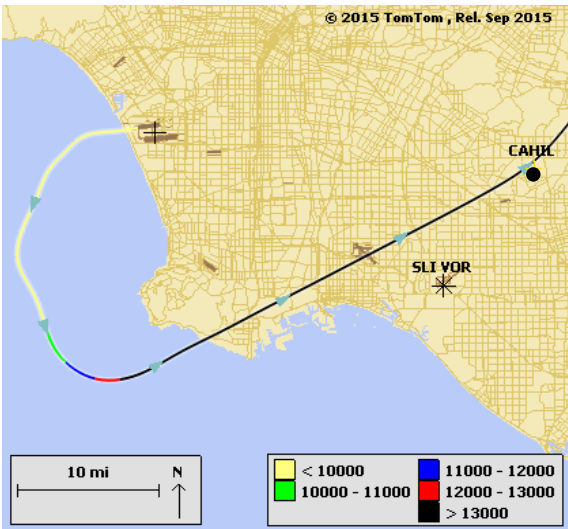 © 2015 TomTom , Rel. Sep 2015
CAHIL
SLI VOR
10 mi
N
< 10000
10000 - 11000
11000 - 12000
12000 - 13000
> 13000